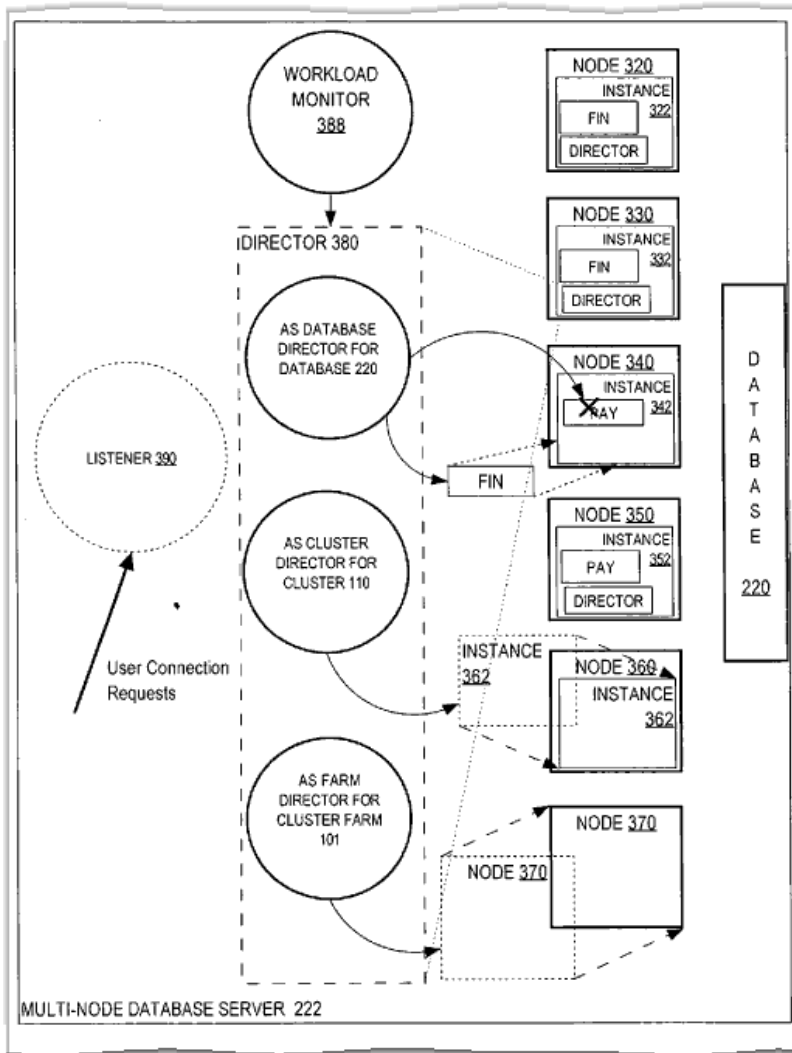 WORKLOAD
MONITOR
388
NODE 320
INSTANCE
322
FIN
DIRECTOR
DIRECTOR 380
NODE 330
INSTANCE
332
FIN
DIRECTOR
AS DATABASE
DIRECTOR FOR
DATABASE 220
NODE 340
INSTANCE
342
PAY
LISTENER 390
FIN
DATABASE
220
NODE 350
INSTANCE
352
PAY
DIRECTOR
AS CLUSTER
DIRECTOR FOR
CLUSTER 110
User Connection
Requests
INSTANCE
362
NODE 360
INSTANCE
362
AS FARM
DIRECTOR FOR
CLUSTER FARM
101
NODE 370
NODE 370
MULTI-NODE DATABASE SERVER 222